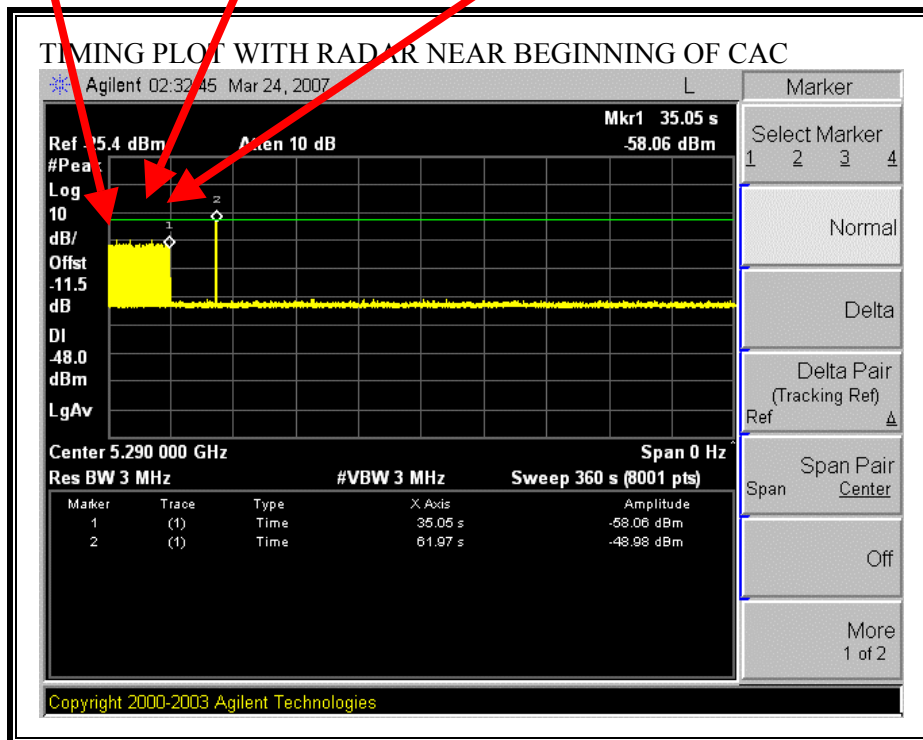 TIMING PLOT WITH RADAR NEAR BEGINNING OF CAC
Agilent 02:32:45 Mar 24, 2007 L
Marker
Mkr1 35.05 s
Ref -25.4 dBm Atten 10 dB -58.06 dBm
#Peak
Log
10
dB/
Offst
-11.5
dB
DI
-48.0
dBm
LgAv
1
2
Center 5.290 000 GHz Span 0 Hz
Res BW 3 MHz #VBW 3 MHz Sweep 360 s (8001 pts)
Marker Trace Type X Axis Amplitude
1 (1) Time 35.05 s -58.06 dBm
2 (1) Time 61.97 s -48.98 dBm
Select Marker
1 2 3 4
Normal
Delta
Delta Pair
(Tracking Ref)
Ref Δ
Span Pair
Span Center
Off
More
1 of 2
Copyright 2000-2003 Agilent Technologies